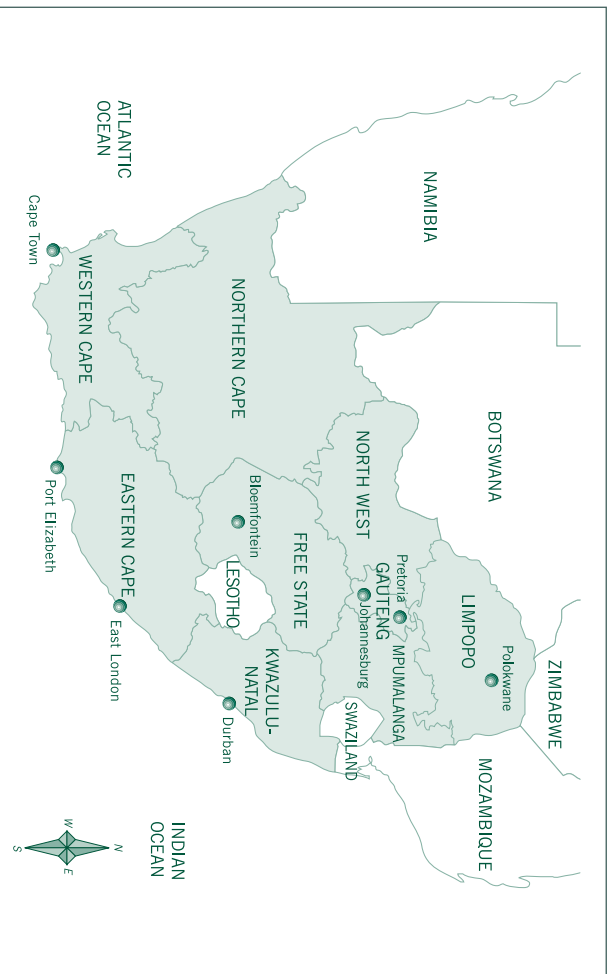 ZIMBABWE
NAMIBIA
BOTSWANA
MOZAMBIQUE
LIMPOPO
Polokwane
Pretoria
GAUTENG
Johannesburg
MPUMALANGA
NORTH WEST
SWAZILAND
FREE STATE
Bloemfontein
LESOTHO
KWAZULU-
NATAL
Durban
NORTHERN CAPE
ATLANTIC
OCEAN
EASTERN CAPE
East London
WESTERN CAPE
Cape Town
Port Elizabeth
INDIAN
OCEAN
N
W
E
S